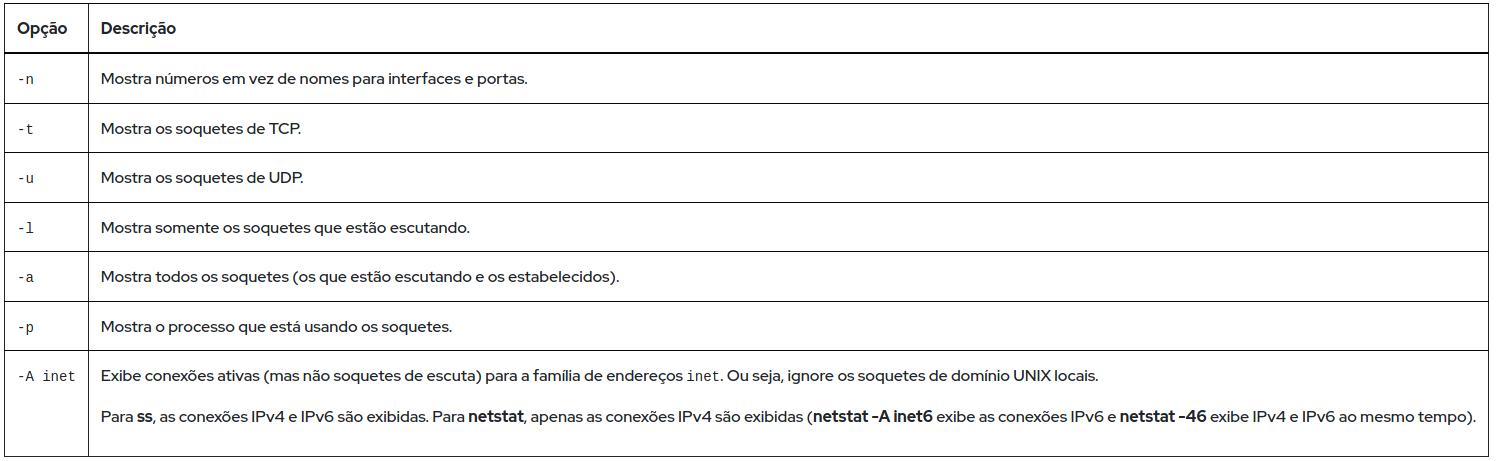 Opção Descrição
-n Mostra números em vez de nomes para interfaces e portas.
-t Mostra os soquetes de TCP.
-u Mostra os soquetes de UDP.
-l Mostra somente os soquetes que estão escutando.
-a Mostra todos os soquetes (os que estão escutando e os estabelecidos).
-p Mostra o processo que está usando os soquetes.
-A inet Exibe conexões ativas (mas não soquetes de escuta) para a família de endereços inet. Ou seja, ignore os soquetes de domínio UNIX locais.
Para ss, as conexões IPv4 e IPv6 são exibidas. Para netstat, apenas as conexões IPv4 são exibidas (netstat -A inet6 exibe as conexões IPv6 e netstat -46 exibe IPv4 e IPv6 ao mesmo tempo).